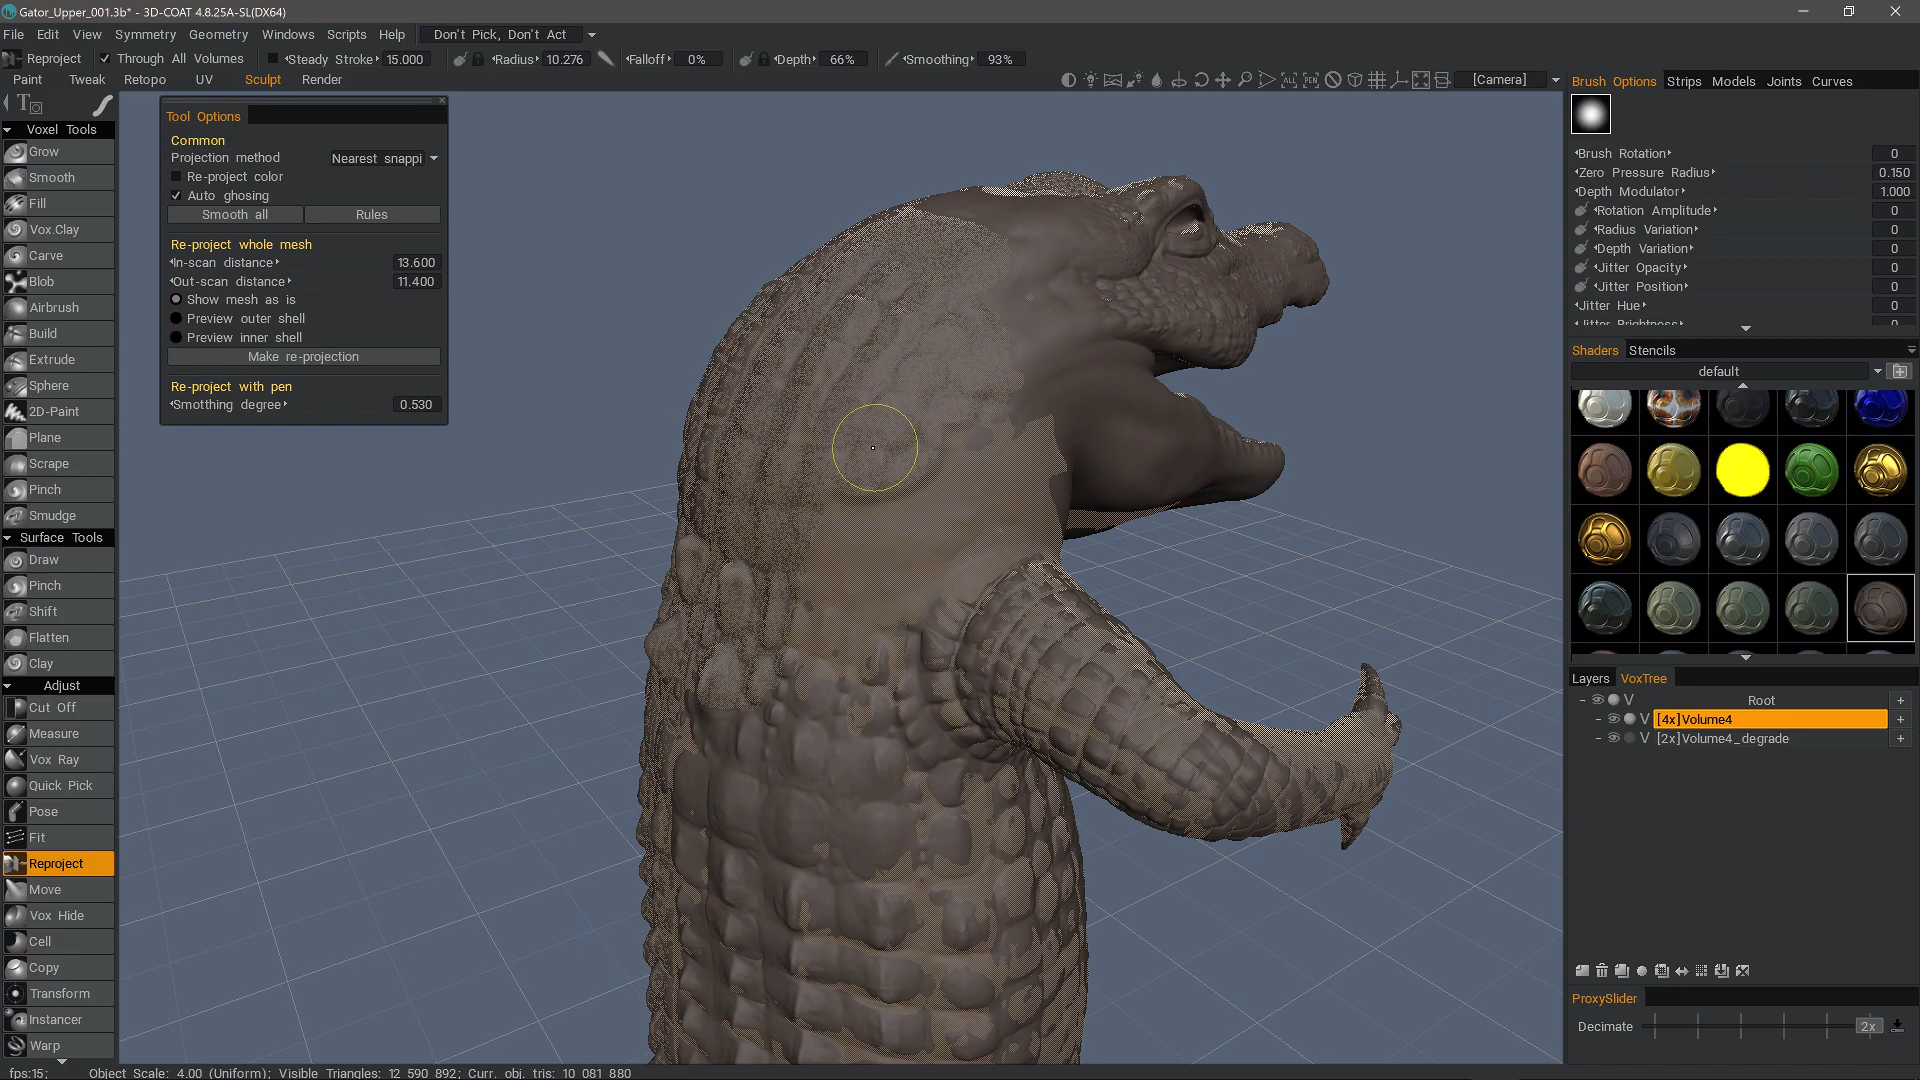 Gator_Upper_001.3b* - 3D-COAT 4.8.25A-SL(DX64)
File Edit View Symmetry Geometry Windows Scripts Help Don't Pick, Don't Act
Reproject Through All Volumes Steady Stroke 15.000 Radius 10.276 Falloff 0% Depth 66% Smoothing 93%
Paint Tweak Retopo UV Sculpt Render [Camera]
Voxel Tools
Grow
Smooth
Fill
Vox.Clay
Carve
Blob
Airbrush
Build
Extrude
Sphere
2D-Paint
Plane
Scrape
Pinch
Smudge
Surface Tools
Draw
Pinch
Shift
Flatten
Clay
Adjust
Cut Off
Measure
Vox Ray
Quick Pick
Pose
Fit
Reproject
Move
Vox Hide
Cell
Copy
Transform
Instancer
Warp
Tool Options
Common
Projection method Nearest snappi
Re-project color
Auto ghosing
Smooth all Rules
Re-project whole mesh
In-scan distance 13.600
Out-scan distance 11.400
Show mesh as is
Preview outer shell
Preview inner shell
Make re-projection
Re-project with pen
Smotthing degree 0.530
Brush Options Strips Models Joints Curves
Brush Rotation 0
Zero Pressure Radius 0.150
Depth Modulator 1.000
Rotation Amplitude 0
Radius Variation 0
Depth Variation 0
Jitter Opacity 0
Jitter Position 0
Jitter Hue 0
Jitter Brightness 0
Shaders Stencils
default
Layers VoxTree
V Root +
V [4x]Volume4 +
V [2x]Volume4_degrade +
ProxySlider
Decimate 2x
fps:15; Object Scale: 4.00 (Uniform); Visible Triangles: 12 590 892; Curr. obj. tris: 10 081 880